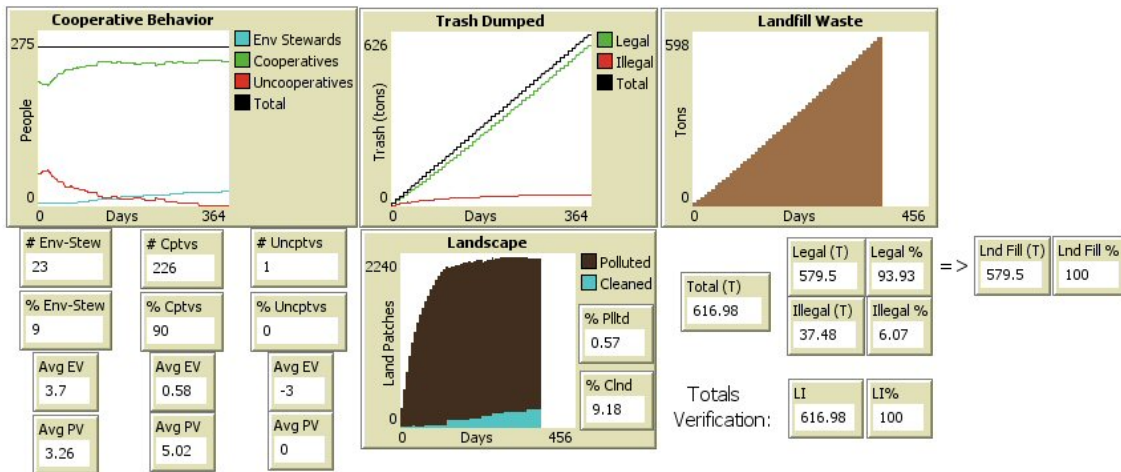 Cooperative Behavior
275
0
People
0 Days 364
Env Stewards
Cooperatives
Uncooperatives
Total
Trash Dumped
626
0
Trash (tons)
0 Days 364
Legal
Illegal
Total
Landfill Waste
598
0
Tons
0 Days 456
# Env-Stew
23
# Cptvs
226
# Uncptvs
1
% Env-Stew
9
% Cptvs
90
% Uncptvs
0
Avg EV
3.7
Avg EV
0.58
Avg EV
-3
Avg PV
3.26
Avg PV
5.02
Avg PV
0
Landscape
2240
0
Land Patches
0 Days 456
Polluted
Cleaned
% Plltd
0.57
% Clnd
9.18
Total (T)
616.98
Legal (T)
579.5
Legal %
93.93
Illegal (T)
37.48
Illegal %
6.07
= >
Lnd Fill (T)
579.5
Lnd Fill %
100
Totals
Verification:
LI
616.98
LI%
100